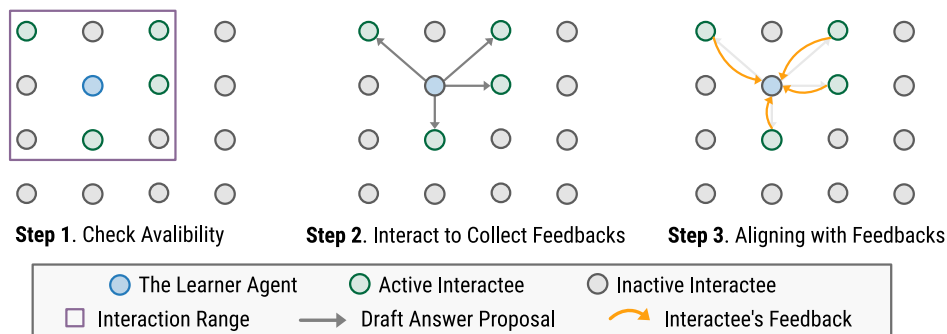 Step 1. Check Avalibility
Step 2. Interact to Collect Feedbacks
Step 3. Aligning with Feedbacks
The Learner Agent
Active Interactee
Inactive Interactee
Interaction Range
Draft Answer Proposal
Interactee's Feedback